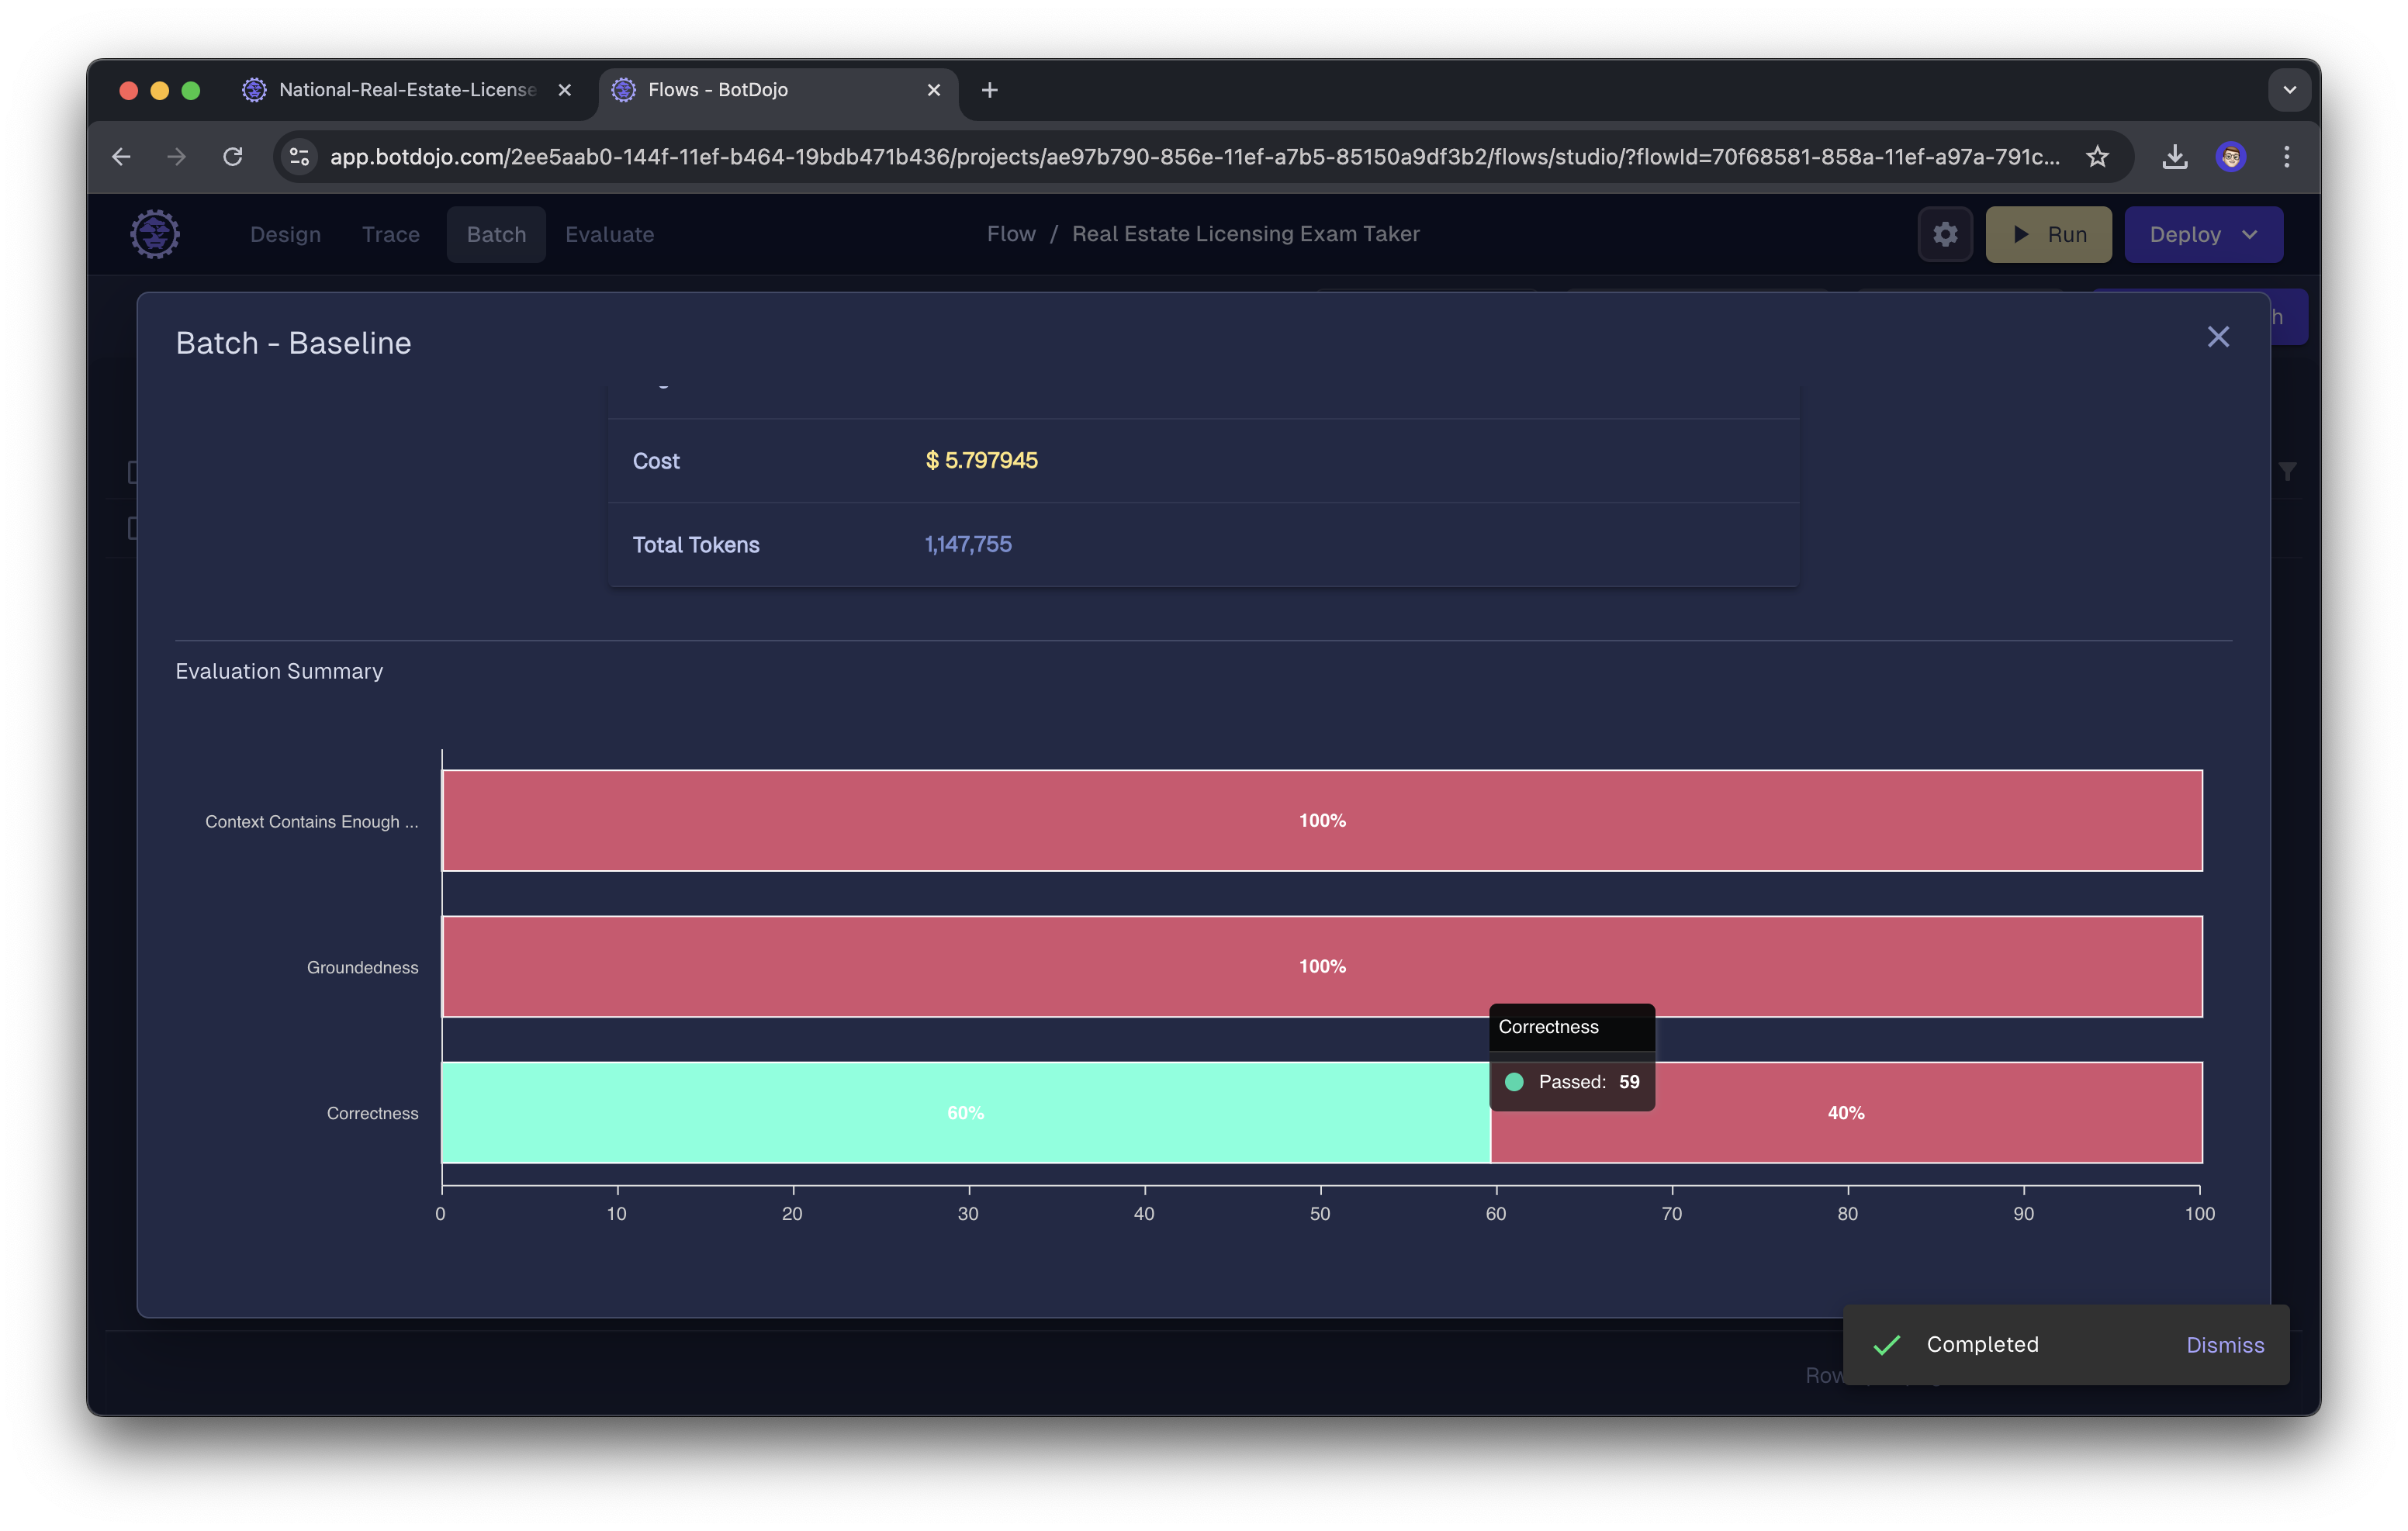 National-Real-Estate-License
Flows - BotDojo
app.botdojo.com/2ee5aab0-144f-11ef-b464-19bdb471b436/projects/ae97b790-856e-11ef-a7b5-85150a9df3b2/flows/studio/?flowId=70f68581-858a-11ef-a97a-791c...
Design
Trace
Batch
Evaluate
Flow / Real Estate Licensing Exam Taker
Run
Deploy
Batch - Baseline
h
Cost
$ 5.797945
Total Tokens
1,147,755
Evaluation Summary
Context Contains Enough ...
100%
Groundedness
100%
Correctness
Passed: 59
Correctness
60%
40%
0 10 20 30 40 50 60 70 80 90 100
Completed
Dismiss